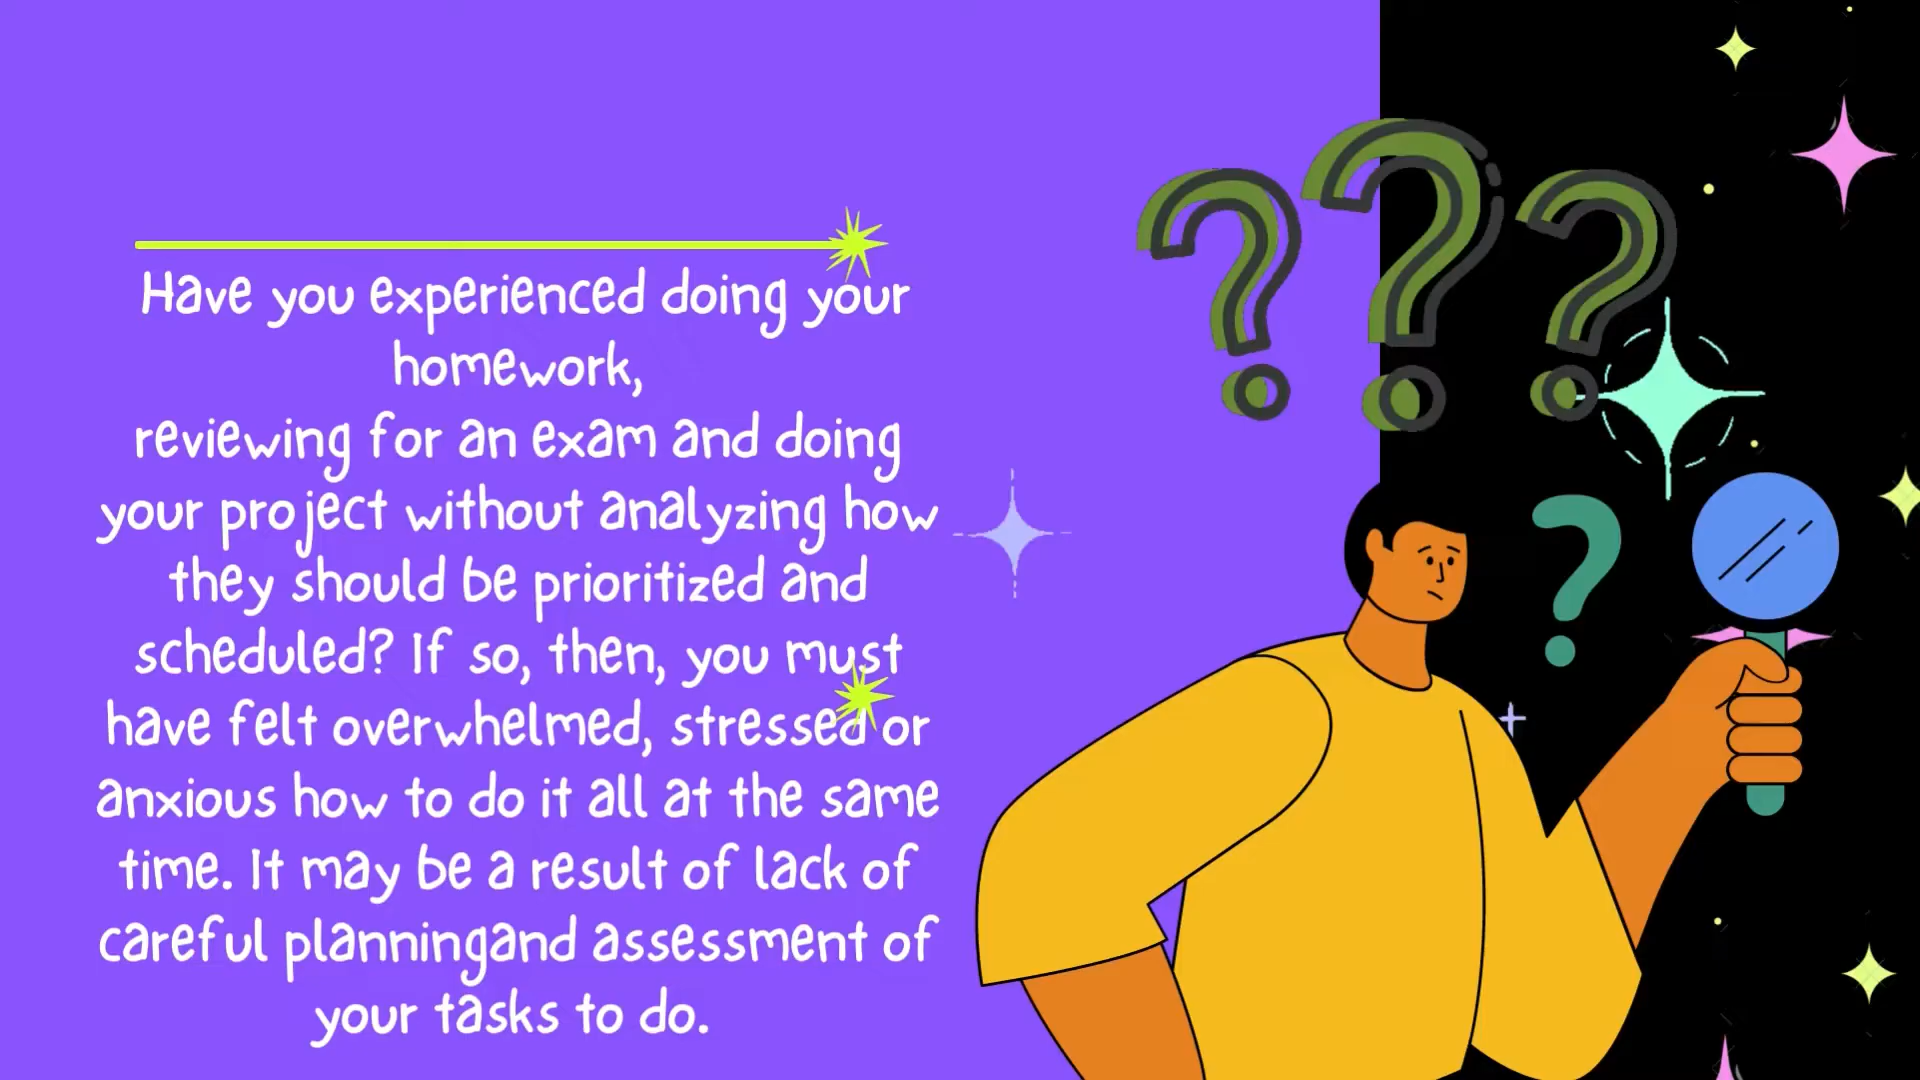 Have you experienced doing your
homework,
reviewing for an exam and doing
your project without analyzing how
they should be prioritized and
scheduled? If so, then, you must
have felt overwhelmed, stressed or
anxious how to do it all at the same
time. It may be a result of lack of
careful planningand assessment of
your tasks to do.
???
?